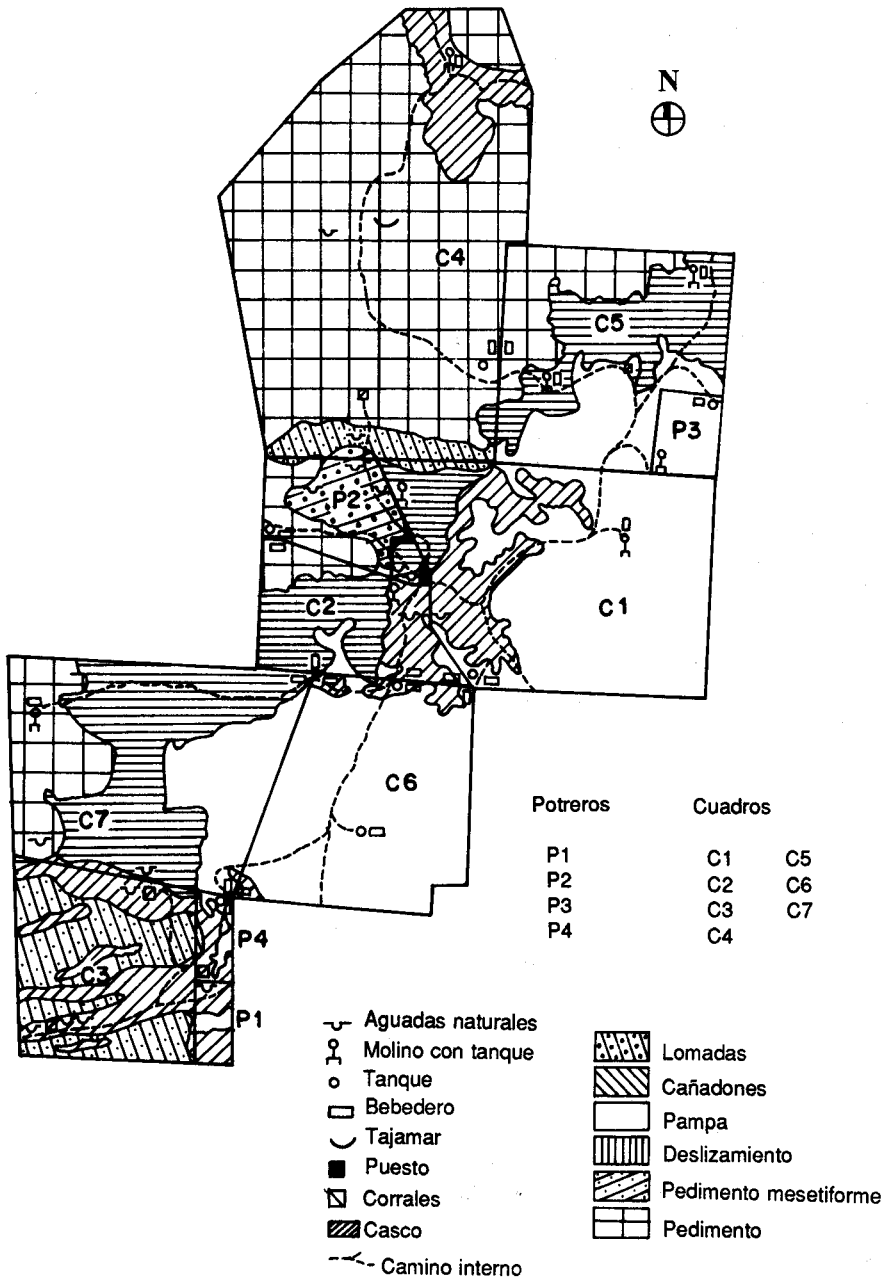 N
C4
C5
P3
P2
C2
C1
C6
C7
P4
C3
P1
Potreros Cuadros
P1 C1 C5
P2 C2 C6
P3 C3 C7
P4 C4
Aguadas naturales
Molino con tanque
Tanque
Bebedero
Tajamar
Puesto
Corrales
Casco
Camino interno
Lomadas
Cañadones
Pampa
Deslizamiento
Pedimento mesetiforme
Pedimento